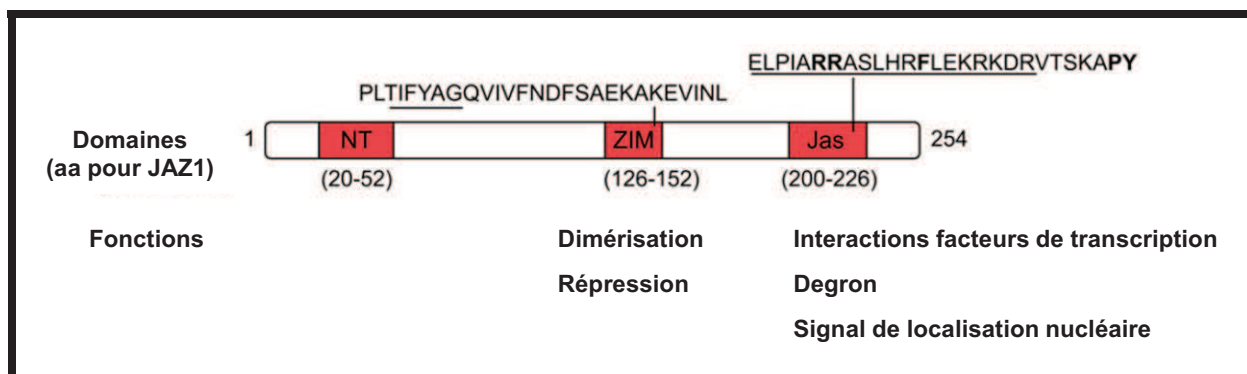 ELPIARRASLHRFLEKRKDRVTSKAPY
PLTIFYAGQVIVFNDFSAEKAKEVINL
Domaines
(aa pour JAZ1)
1
NT
ZIM
Jas
254
(20-52)
(126-152)
(200-226)
Fonctions
Dimérisation
Interactions facteurs de transcription
Répression
Degron
Signal de localisation nucléaire